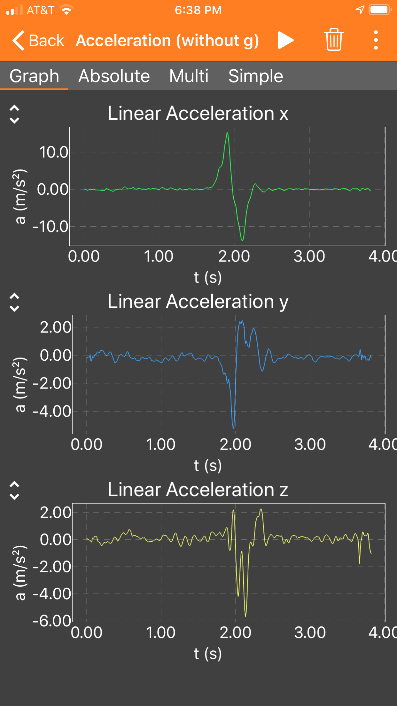 AT&T 6:38 PM
Back Acceleration (without g)
Graph Absolute Multi Simple
Linear Acceleration x
a (m/s²)
10.0
0.00
-10.0
0.00 1.00 2.00 3.00 4.00
t (s)
Linear Acceleration y
a (m/s²)
2.00
0.00
-2.00
-4.00
0.00 1.00 2.00 3.00 4.00
t (s)
Linear Acceleration z
a (m/s²)
2.00
0.00
-2.00
-4.00
-6.00
0.00 1.00 2.00 3.00 4.00
t (s)